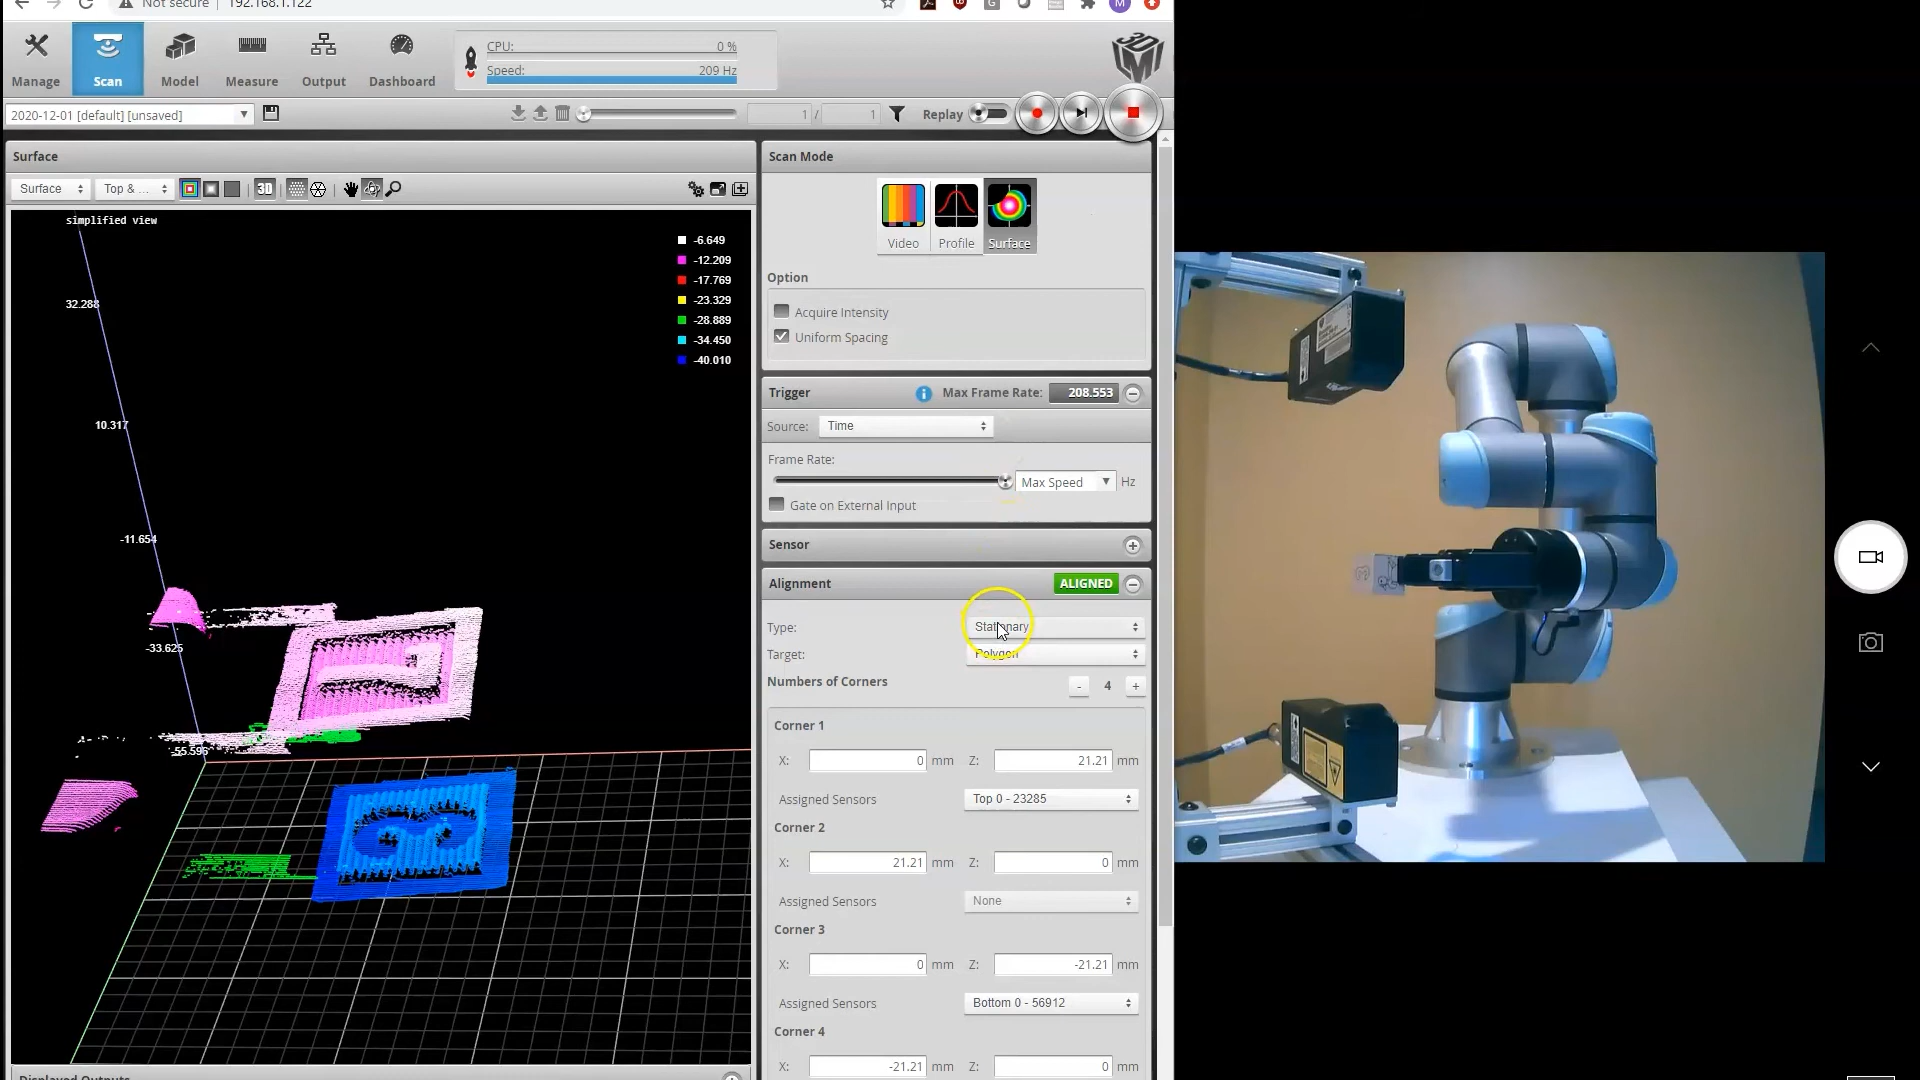 Not secure | 192.168.1.122
Manage
Scan
Model
Measure
Output
Dashboard
CPU: 0 %
Speed: 209 Hz
2020-12-01 [default] [unsaved]
1 / 1
Replay
Surface
Surface
Top & ...
3D
simplified view
-6.649
-12.209
-17.769
-23.329
-28.889
-34.450
-40.010
32.288
10.317
-11.654
-33.625
-55.596
Displayed Outputs
Scan Mode
Video
Profile
Surface
Option
Acquire Intensity
Uniform Spacing
Trigger
Max Frame Rate: 208.553
Source: Time
Frame Rate:
Max Speed Hz
Gate on External Input
Sensor
Alignment ALIGNED
Type: Stationary
Target: Polygon
Numbers of Corners - 4 +
Corner 1
X: 0 mm Z: 21.21 mm
Assigned Sensors Top 0 - 23285
Corner 2
X: 21.21 mm Z: 0 mm
Assigned Sensors None
Corner 3
X: 0 mm Z: -21.21 mm
Assigned Sensors Bottom 0 - 56912
Corner 4
X: -21.21 mm Z: 0 mm